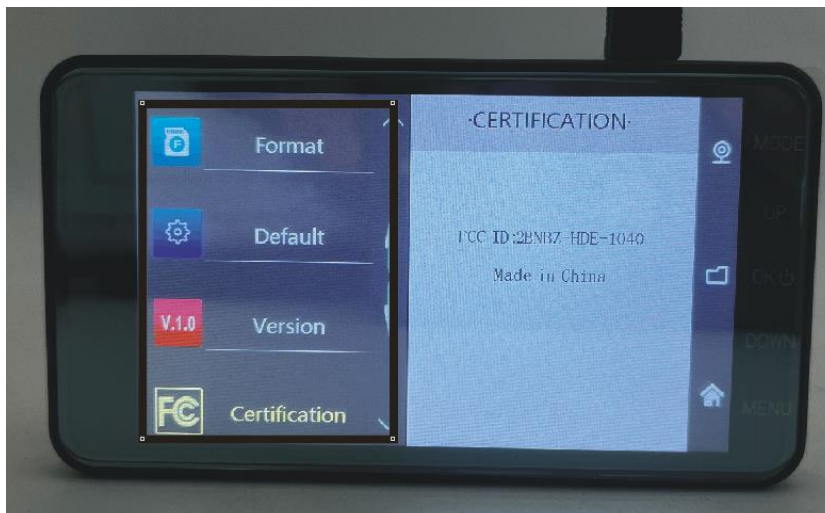 Format
Default
V.1.0
Version
FC
Certification
·CERTIFICATION·
FCC ID:2BNBZ-HDE-1040
Made in China
MODE
UP
OK
DOWN
MENU